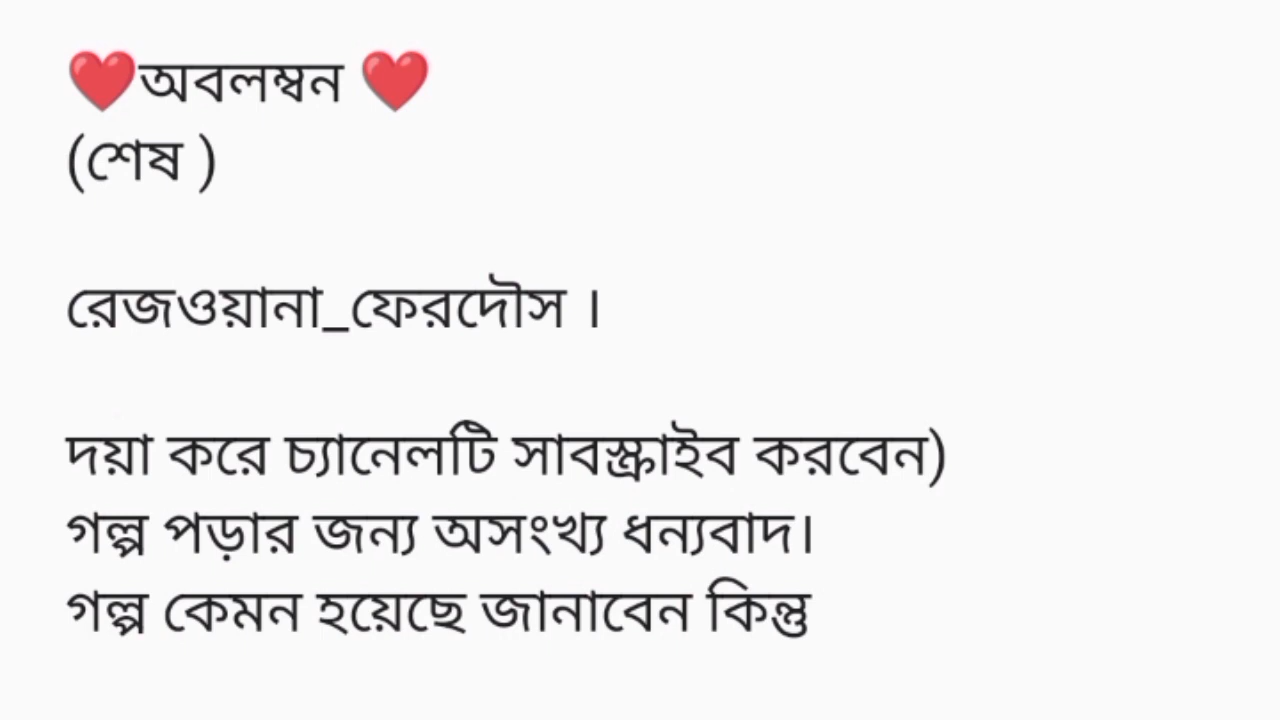 ❤️অবলম্বন ❤️
(শেষ )
রেজওয়ানা_ফেরদৌস ।
দয়া করে চ্যানেলটি সাবস্ক্রাইব করবেন)
গল্প পড়ার জন্য অসংখ্য ধন্যবাদ।
গল্প কেমন হয়েছে জানাবেন কিন্তু